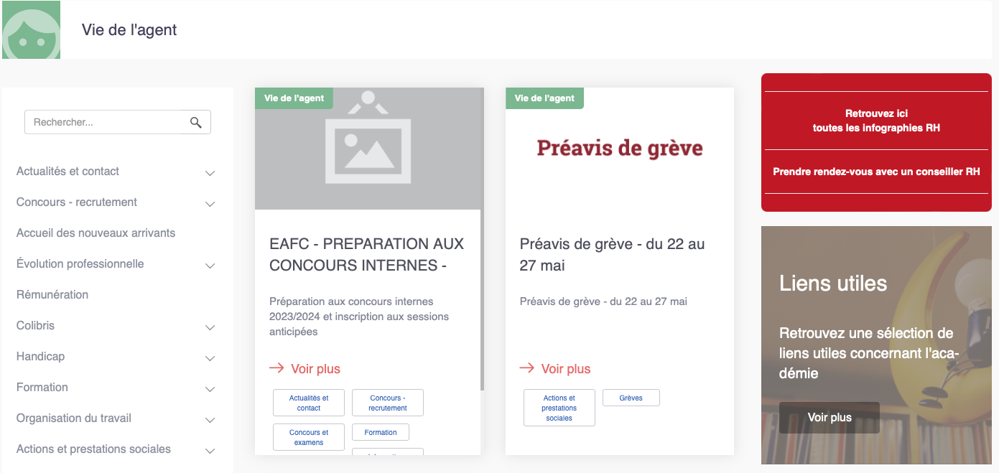 Vie de l'agent
Rechercher...
Actualités et contact
Concours - recrutement
Accueil des nouveaux arrivants
Évolution professionnelle
Rémunération
Colibris
Handicap
Formation
Organisation du travail
Actions et prestations sociales
Vie de l'agent
EAFC - PREPARATION AUX
CONCOURS INTERNES -
Préparation aux concours internes
2023/2024 et inscription aux sessions
anticipées
Voir plus
Actualités et
contact
Concours -
recrutement
Concours et
examens
Formation
Vie de l'agent
Préavis de grève
Préavis de grève - du 22 au
27 mai
Préavis de grève - du 22 au 27 mai
Voir plus
Actions et
prestations
sociales
Grèves
Retrouvez ici
toutes les infographies RH
Prendre rendez-vous avec un conseiller RH
Liens utiles
Retrouvez une sélection de
liens utiles concernant l'aca-
démie
Voir plus